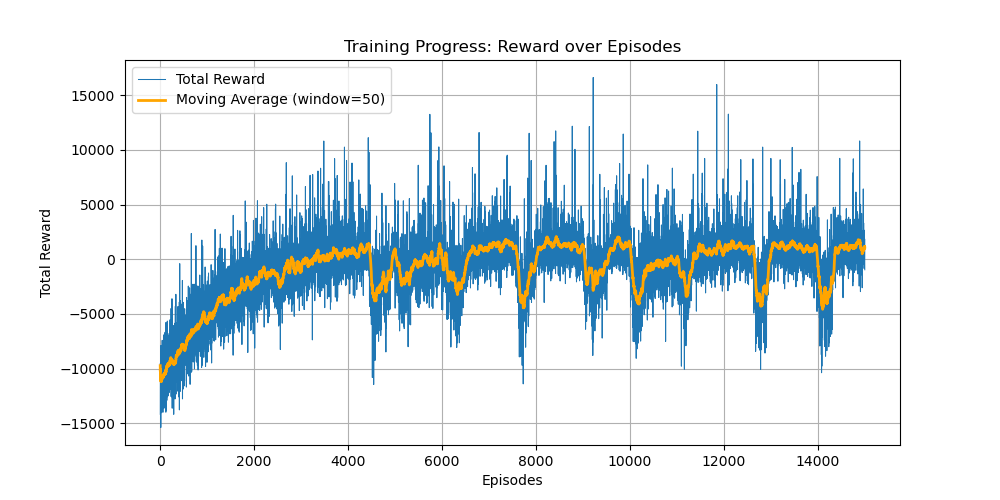 Training Progress: Reward over Episodes
Total Reward
Moving Average (window=50)
15000
10000
5000
0
−5000
−10000
−15000
Total Reward
0 2000 4000 6000 8000 10000 12000 14000
Episodes